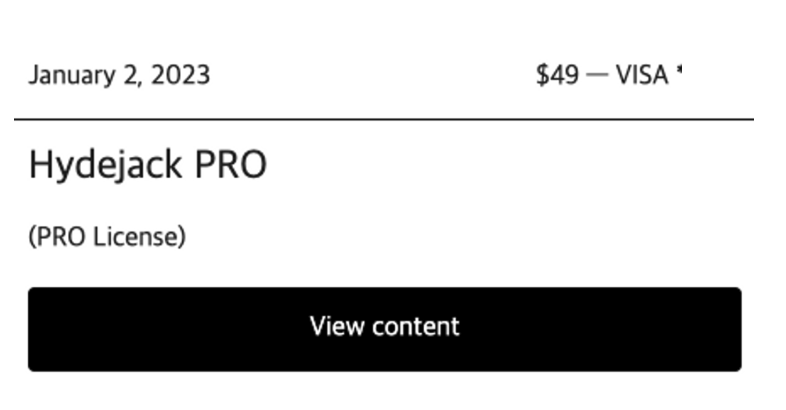 January 2, 2023 $49 — VISA *
Hydejack PRO
(PRO License)
View content